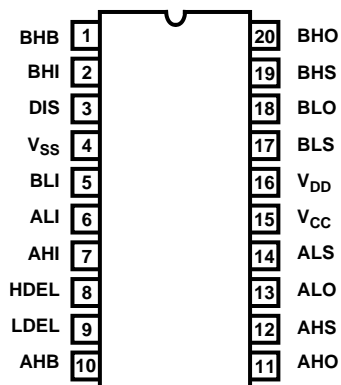 BHB 1 20 BHO
BHI 2 19 BHS
DIS 3 18 BLO
VSS 4 17 BLS
BLI 5 16 VDD
ALI 6 15 VCC
AHI 7 14 ALS
HDEL 8 13 ALO
LDEL 9 12 AHS
AHB 10 11 AHO